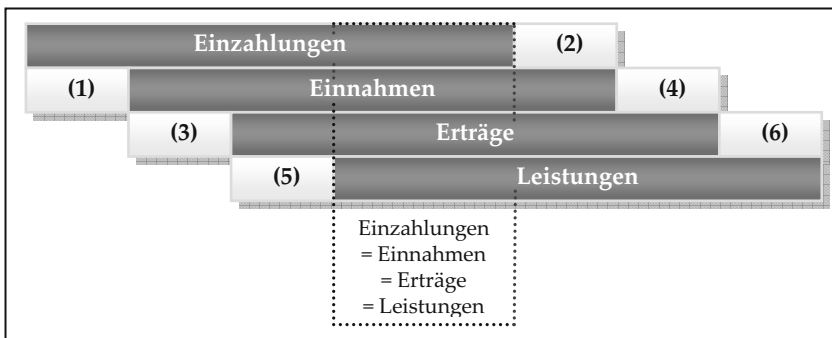 Einzahlungen (2)
(1) Einnahmen (4)
(3) Erträge (6)
(5) Leistungen
Einzahlungen
= Einnahmen
= Erträge
= Leistungen